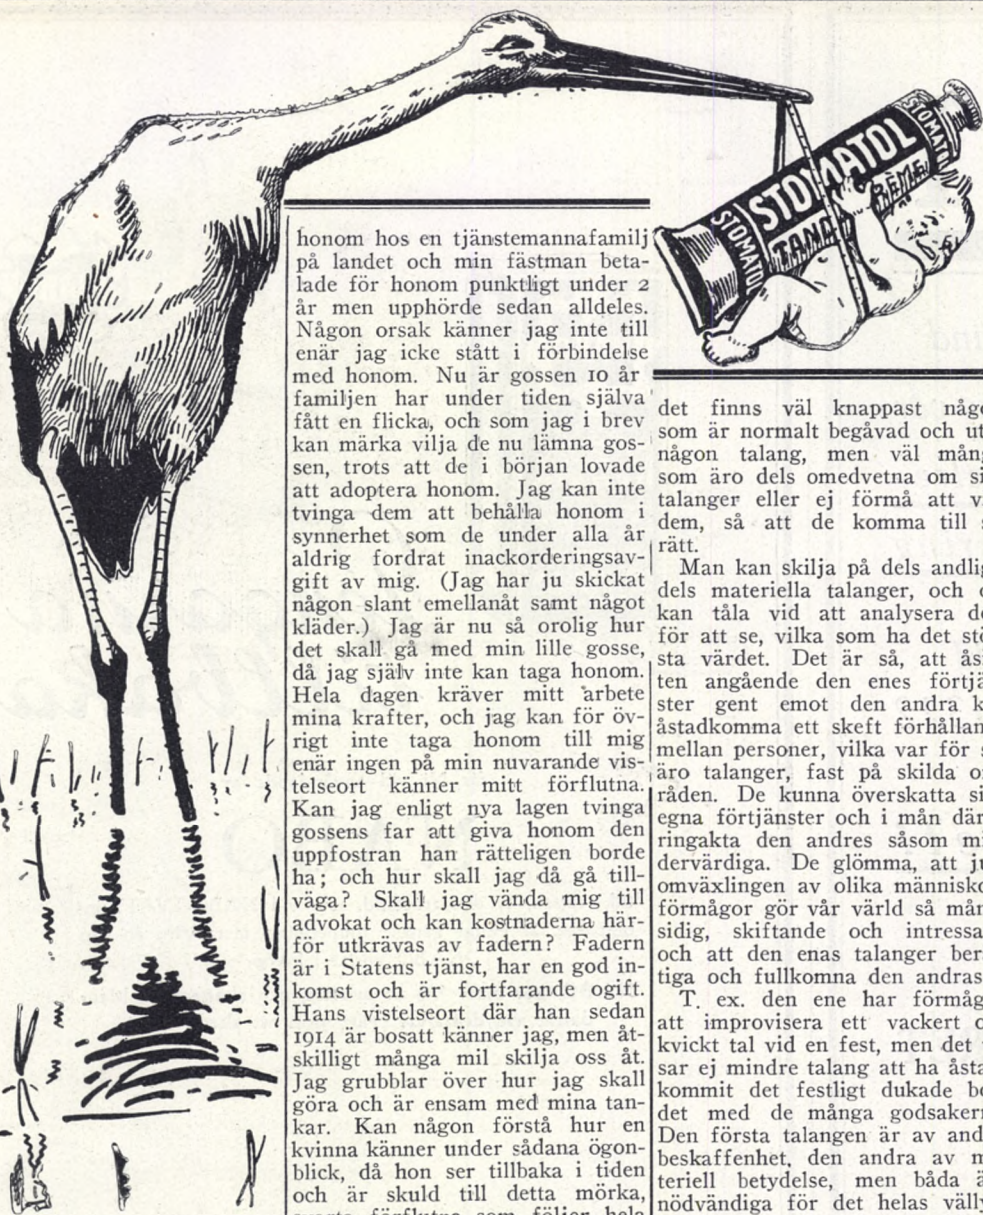 STOMATOL
STOMATOL
TAND
CRÈME
STOMATOL
honom hos en tjänstemannafamilj
på landet och min fästman beta-
lade för honom punktligt under 2
år men upphörde sedan alldeles.
Någon orsak känner jag inte till
enär jag icke stått i förbindelse
med honom. Nu är gossen 10 år
familjen har under tiden själva
fått en flicka, och som jag i brev
kan märka vilja de nu lämna gos-
sen, trots att de i början lovade
att adoptera honom. Jag kan inte
tvinga dem att behålla honom i
synnerhet som de under alla år
aldrig fordrat inackorderingsav-
gift av mig. (Jag har ju skickat
någon slant emellanåt samt något
kläder.) Jag är nu så orolig hur
det skall gå med min lille gosse,
då jag själv inte kan taga honom.
Hela dagen kräver mitt arbete
mina krafter, och jag kan för öv-
rigt inte taga honom till mig
enär ingen på min nuvarande vis-
telseort känner mitt förflutna.
Kan jag enligt nya lagen tvinga
gossens far att giva honom den
uppfostran han rätteligen borde
ha; och hur skall jag då gå till-
väga? Skall jag vända mig till
advokat och kan kostnaderna här-
för utkrävas av fadern? Fadern
är i Statens tjänst, har en god in-
komst och är fortfarande ogift.
Hans vistelseort där han sedan
1914 är bosatt känner jag, men åt-
skilligt många mil skilja oss åt.
Jag grubblar över hur jag skall
göra och är ensam med mina tan-
kar. Kan någon förstå hur en
kvinna känner under sådana ögon-
blick, då hon ser tillbaka i tiden
och är skuld till detta mörka,
svarta förflutna som följer hela
det finns väl knappast någo
som är normalt begåvad och ut
någon talang, men väl mång
som äro dels omedvetna om si
talanger eller ej förmå att v
dem, så att de komma till s
rätt.
Man kan skilja på dels andlig
dels materiella talanger, och
kan tåla vid att analysera de
för att se, vilka som ha det stö
sta värdet. Det är så, att åsi
ten angående den enes förtjä
ster gent emot den andra k
åstadkomma ett skeft förhållan
mellan personer, vilka var för s
äro talanger, fast på skilda o
råden. De kunna överskatta si
egna förtjänster och i mån där
ringakta den andres såsom mi
dervärdiga. De glömma, att ju
omväxlingen av olika människo
förmågor gör vår värld så mån
sidig, skiftande och intressa
och att den enas talanger ber
tiga och fullkomna den andras
T. ex. den ene har förmåg
att improvisera ett vackert o
kvickt tal vid en fest, men det
sar ej mindre talang att ha åsta
kommit det festligt dukade bo
det med de många godsakern
Den första talangen är av and
beskaffenhet, den andra av m
teriell betydelse, men båda ä
nödvändiga för det helas välly